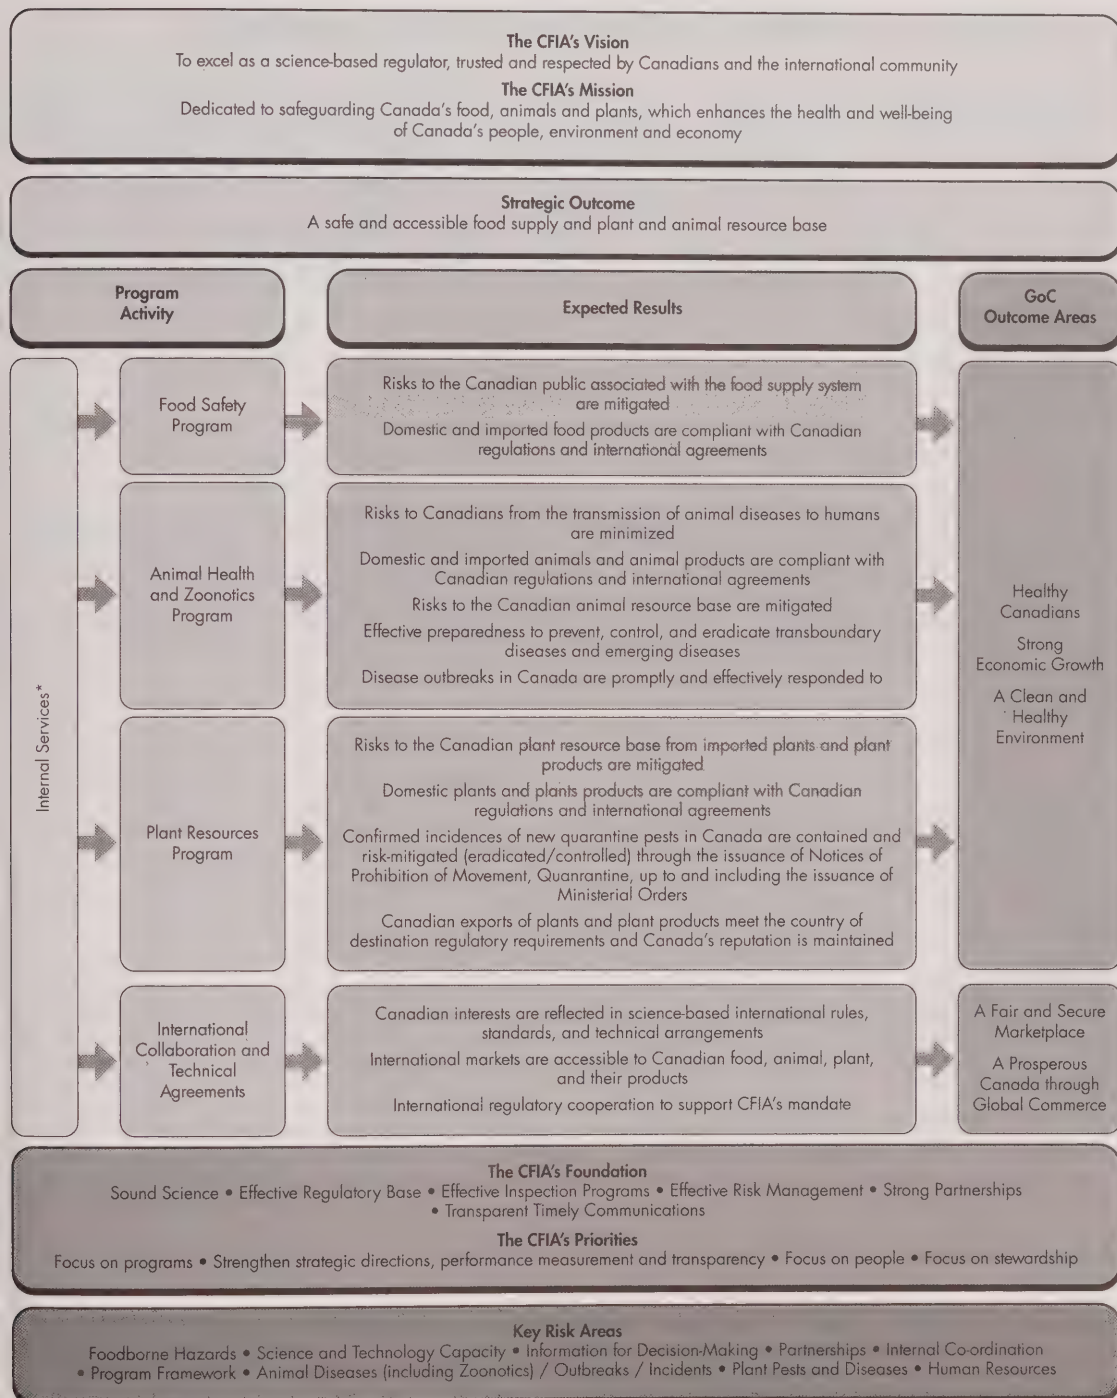 The CFIA's Vision
To excel as a science-based regulator, trusted and respected by Canadians and the international community
The CFIA's Mission
Dedicated to safeguarding Canada's food, animals and plants, which enhances the health and well-being
of Canada's people, environment and economy
Strategic Outcome
A safe and accessible food supply and plant and animal resource base
Program
Activity
Expected Results
GoC
Outcome Areas
Internal Services*
Food Safety
Program
Risks to the Canadian public associated with the food supply system
are mitigated
Domestic and imported food products are compliant with Canadian
regulations and international agreements
Animal Health
and Zoonotics
Program
Risks to Canadians from the transmission of animal diseases to humans
are minimized
Domestic and imported animals and animal products are compliant with
Canadian regulations and international agreements
Risks to the Canadian animal resource base are mitigated
Effective preparedness to prevent, control, and eradicate transboundary
diseases and emerging diseases
Disease outbreaks in Canada are promptly and effectively responded to
Plant Resources
Program
Risks to the Canadian plant resource base from imported plants and plant
products are mitigated
Domestic plants and plants products are compliant with Canadian
regulations and international agreements
Confirmed incidences of new quarantine pests in Canada are contained and
risk-mitigated (eradicated/controlled) through the issuance of Notices of
Prohibition of Movement, Quanrantine, up to and including the issuance of
Ministerial Orders
Canadian exports of plants and plant products meet the country of
destination regulatory requirements and Canada's reputation is maintained
Healthy
Canadians
Strong
Economic Growth
A Clean and
Healthy
Environment
International
Collaboration and
Technical
Agreements
Canadian interests are reflected in science-based international rules,
standards, and technical arrangements
International markets are accessible to Canadian food, animal, plant,
and their products
International regulatory cooperation to support CFIA's mandate
A Fair and Secure
Marketplace
A Prosperous
Canada through
Global Commerce
The CFIA's Foundation
Sound Science • Effective Regulatory Base • Effective Inspection Programs • Effective Risk Management • Strong Partnerships
• Transparent Timely Communications
The CFIA's Priorities
Focus on programs • Strengthen strategic directions, performance measurement and transparency • Focus on people • Focus on stewardship
Key Risk Areas
Foodborne Hazards • Science and Technology Capacity • Information for Decision-Making • Partnerships • Internal Co-ordination
• Program Framework • Animal Diseases (including Zoonotics) / Outbreaks / Incidents • Plant Pests and Diseases • Human Resources